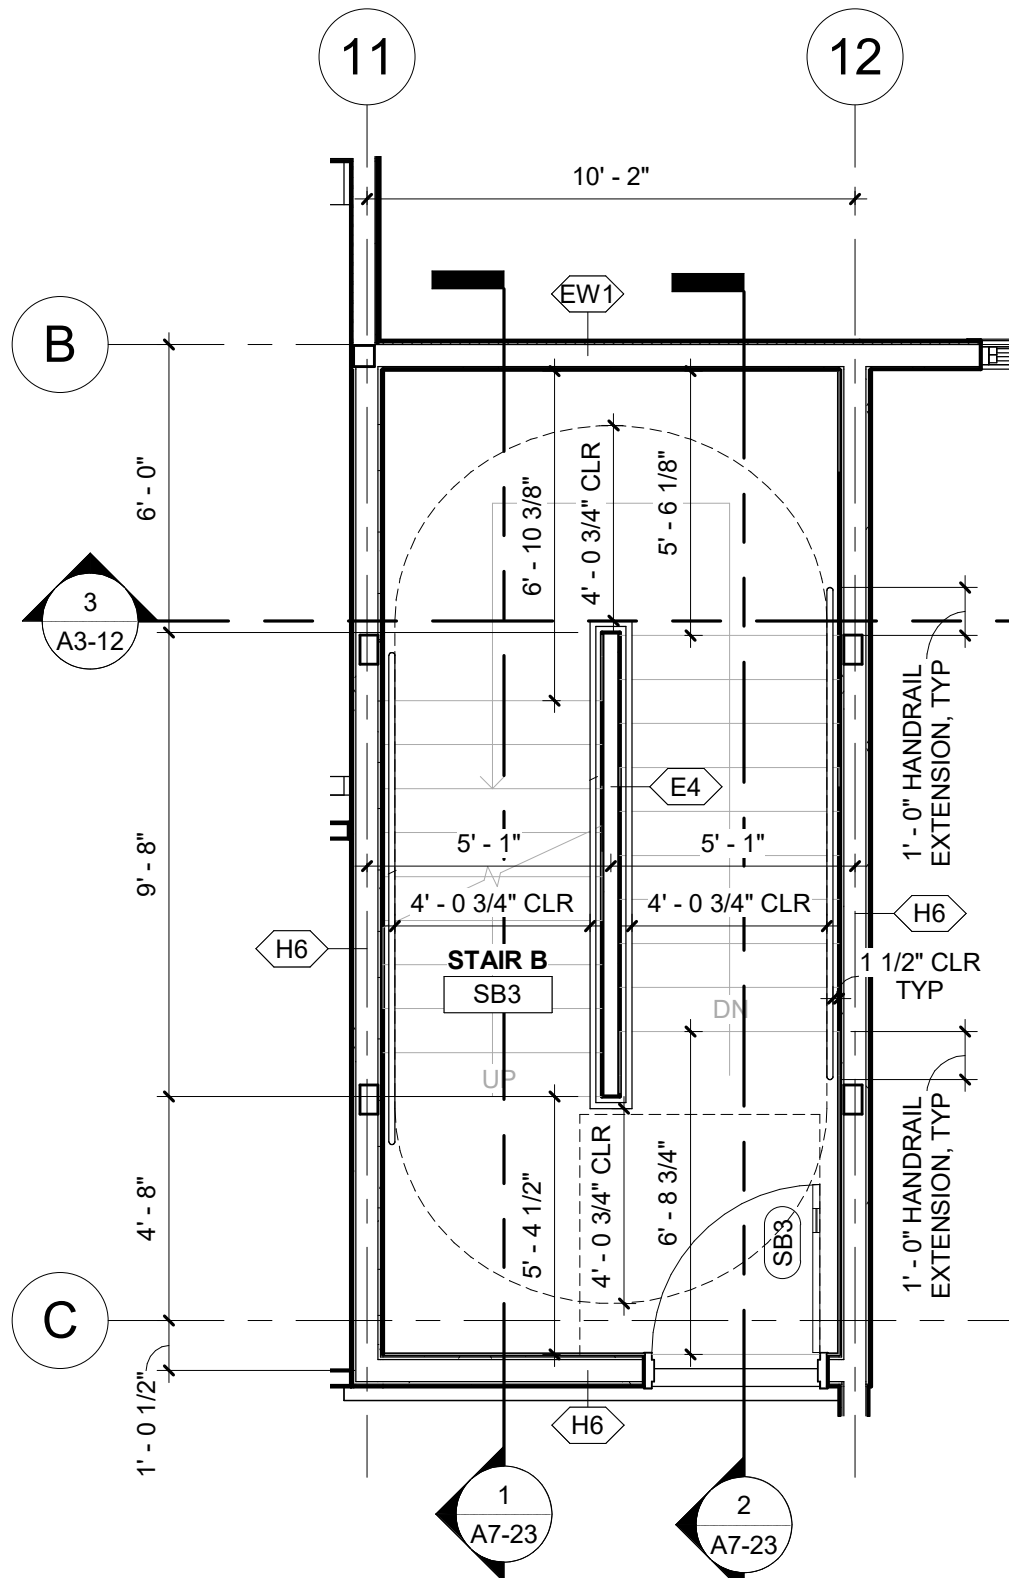 11
12
10' - 2"
EW1
B
6' - 0"
6' - 10 3/8"
4' - 0 3/4" CLR
5' - 6 1/8"
3
A3-12
1' - 0" HANDRAIL
EXTENSION, TYP
E4
9' - 8"
5' - 1"
5' - 1"
4' - 0 3/4" CLR
4' - 0 3/4" CLR
H6
H6
STAIR B
SB3
1 1/2" CLR
TYP
DN
UP
1' - 0" HANDRAIL
EXTENSION, TYP
4' - 8"
5' - 4 1/2"
4' - 0 3/4" CLR
6' - 8 3/4"
SB3
C
1' - 0 1/2"
H6
1
A7-23
2
A7-23